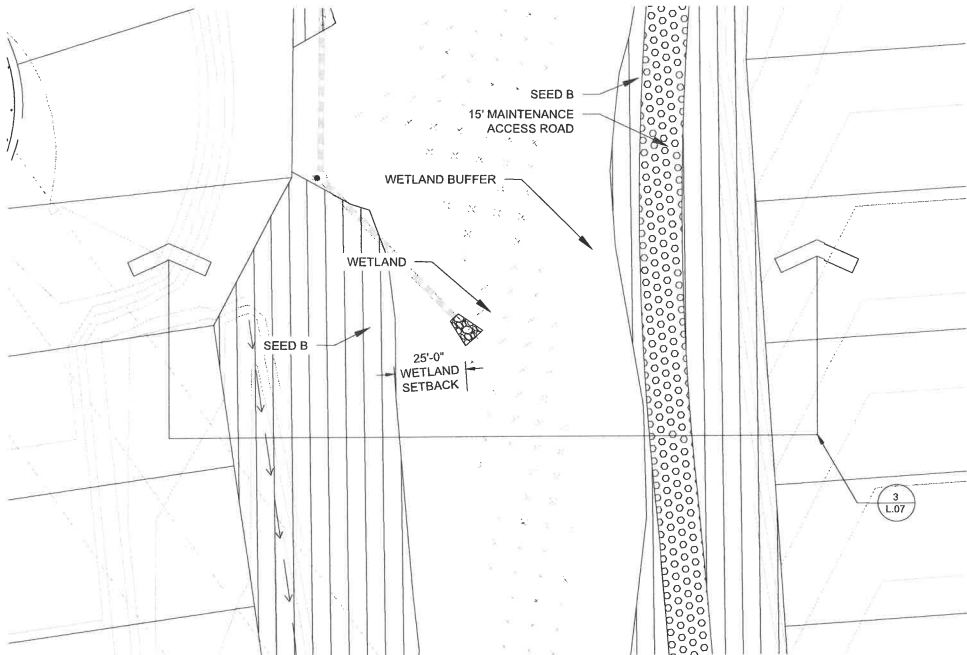 SEED B
15' MAINTENANCE
ACCESS ROAD
WETLAND BUFFER
WETLAND
SEED B
25'-0"
WETLAND
SETBACK
3
L.07